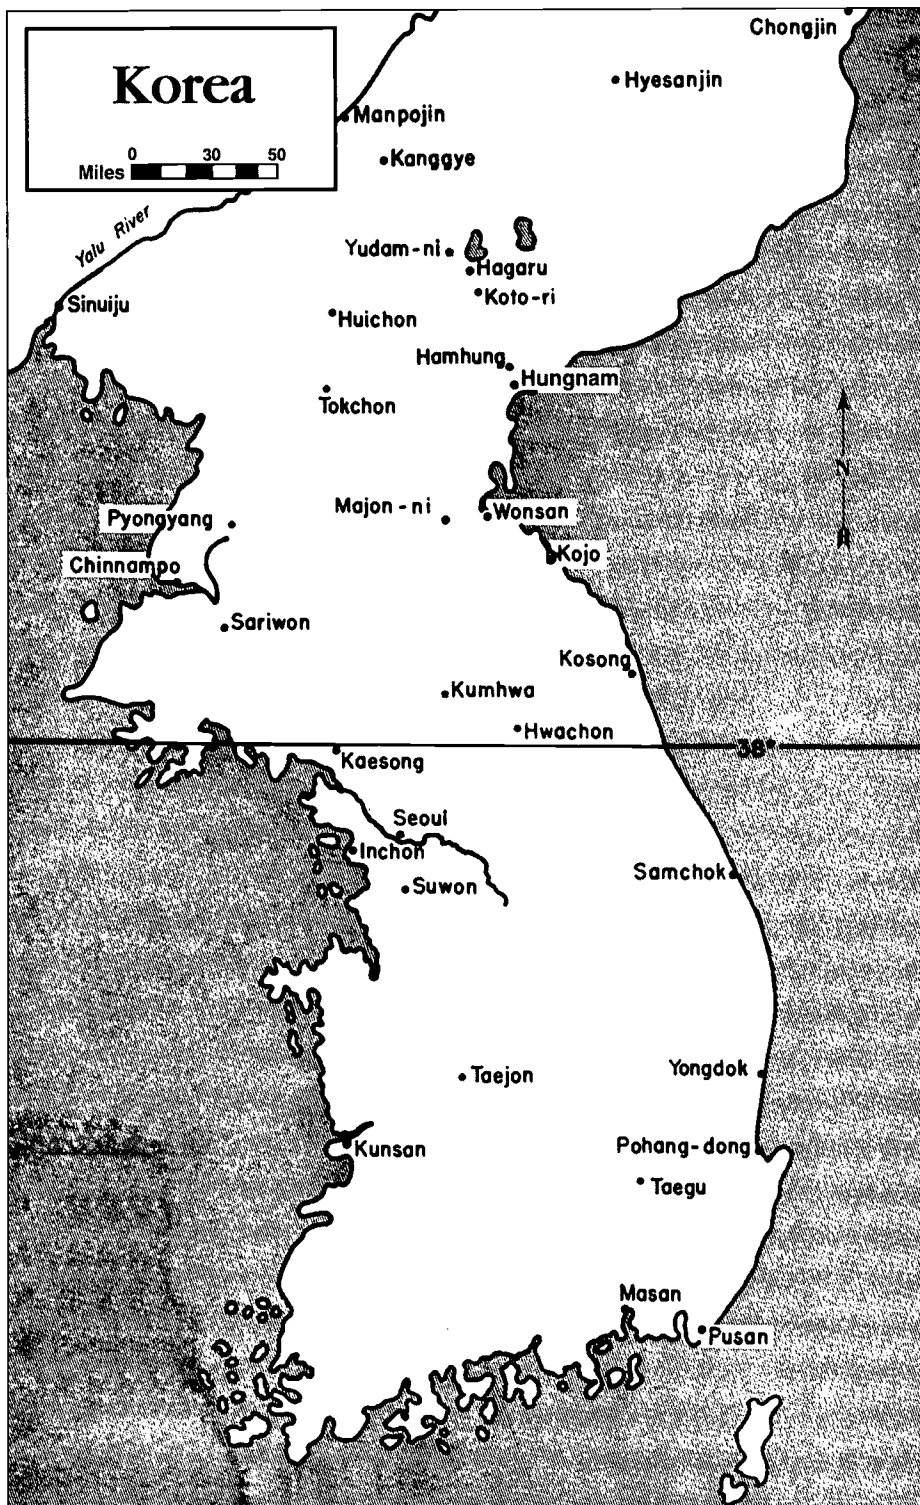 Chongjin
Korea
0 30 50
Miles
Hyesanjin
Manpojin
Kanggye
Yalu River
Yudam-ni
Hagaru
Koto-ri
Sinuiju
Huichon
Hamhung
Hungnam
Tokchon
N
Majon-ni
Wonsan
Pyongyang
Kojo
Chinnampo
Sariwon
Kosong
Kumhwa
Hwachon
38°
Kaesong
Seoul
Inchon
Samchok
Suwon
Taejon
Yongdok
Kunsan
Pohang-dong
Taegu
Masan
Pusan